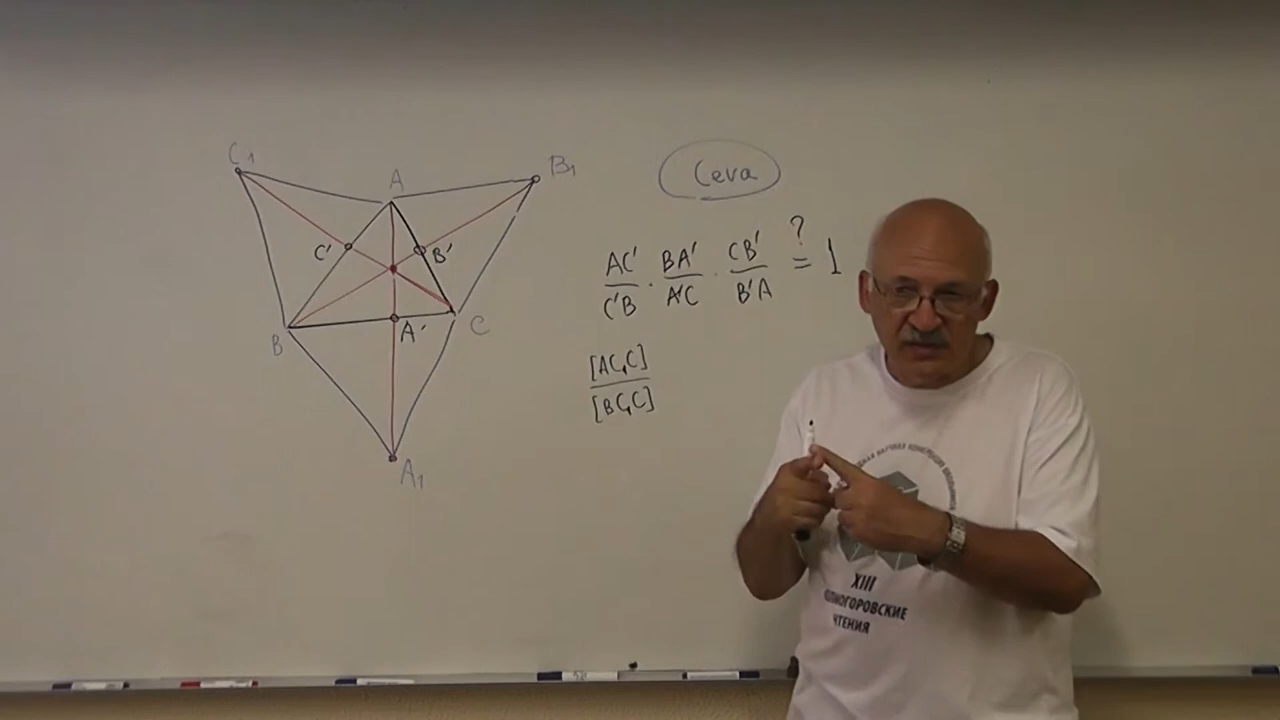 C₁
A
B₁
C'
B'
B
A'
C
A₁
Ceva
AC'/C'B · BA'/A'C · CB'/B'A ?= 1
[AC₁C]/[BC₁C]
XIII
ЧТЕНИЯ